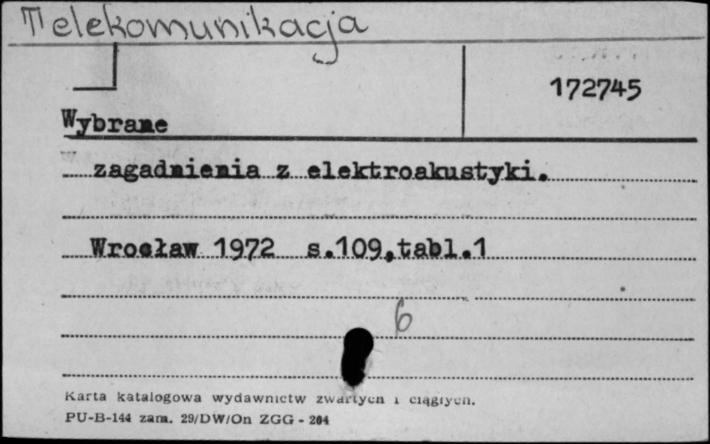 Telekomunikacja
172745
Wybrane
zagadnienia z elektroakustyki.
Wrocław 1972 s.109,tabl.1
6
Karta katalogowa wydawnictw zwartych i ciągłych.
PU-B-144 zam. 29/DW/On ZGG - 264